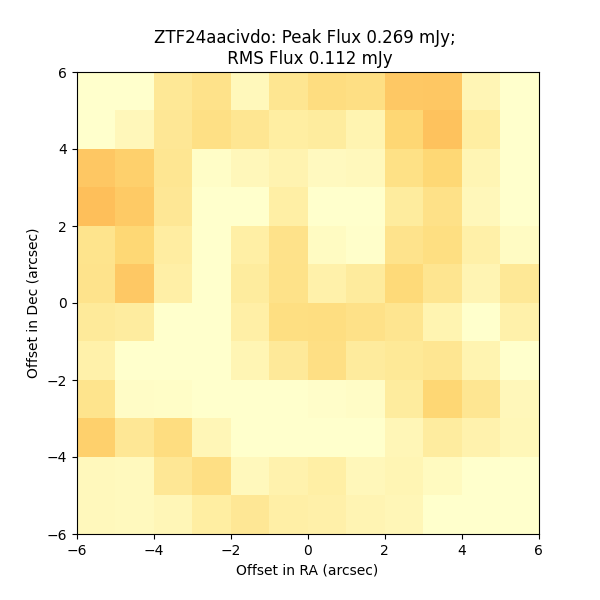 ZTF24aacivdo: Peak Flux 0.269 mJy;
RMS Flux 0.112 mJy
6
4
2
0
−2
−4
−6
Offset in Dec (arcsec)
−6 −4 −2 0 2 4 6
Offset in RA (arcsec)